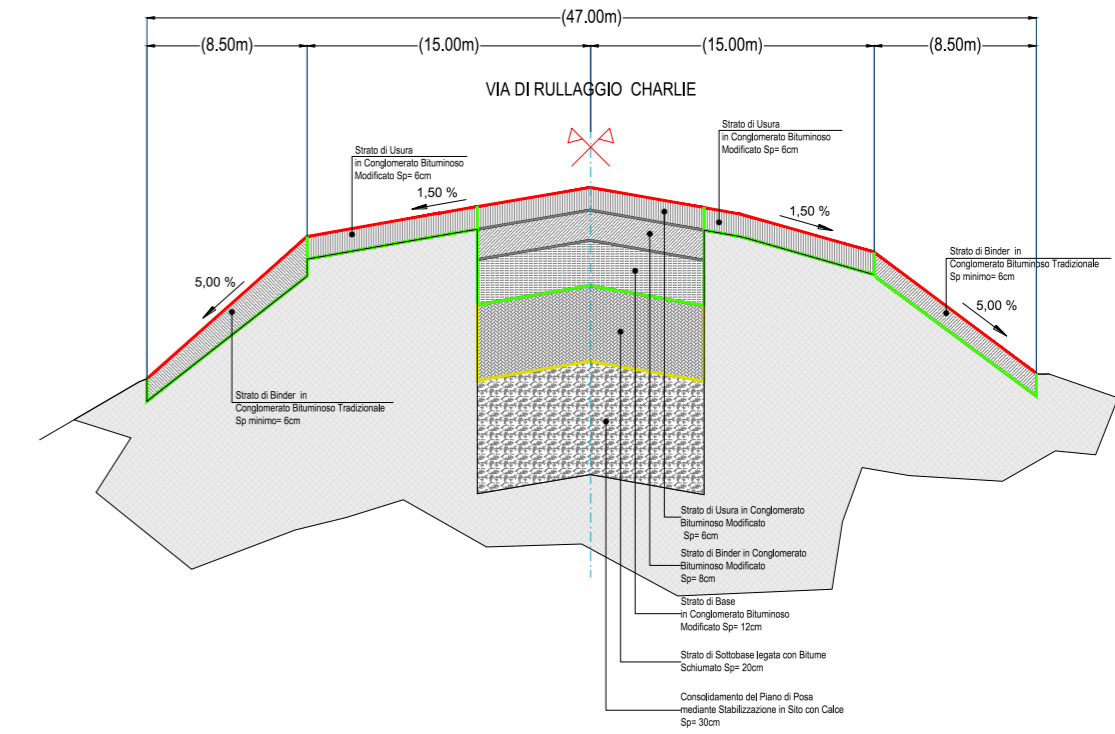 (47.00m)
(8.50m)
(15.00m)
(15.00m)
(8.50m)
VIA DI RULLAGGIO CHARLIE
Strato di Usura
in Conglomerato Bituminoso
Modificato Sp= 6cm
Strato di Usura
in Conglomerato Bituminoso
Modificato Sp= 6cm
1,50 %
1,50 %
Strato di Binder in
Conglomerato Bituminoso Tradizionale
Sp minimo= 6cm
5,00 %
5,00 %
Strato di Binder in
Conglomerato Bituminoso Tradizionale
Sp minimo= 6cm
Strato di Usura in Conglomerato
Bituminoso Modificato
Sp= 6cm
Strato di Binder in Conglomerato
Bituminoso Modificato
Sp= 8cm
Strato di Base
in Conglomerato Bituminoso
Modificato Sp= 12cm
Strato di Sottobase legata con Bitume
Schiumato Sp= 20cm
Consolidamento del Piano di Posa
mediante Stabilizzazione in Sito con Calce
Sp= 30cm